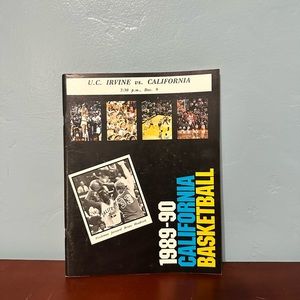 U.C. IRVINE vs. CALIFORNIA
7:30 p.m., Dec. 9
1989-90
CALIFORNIA
BASKETBALL